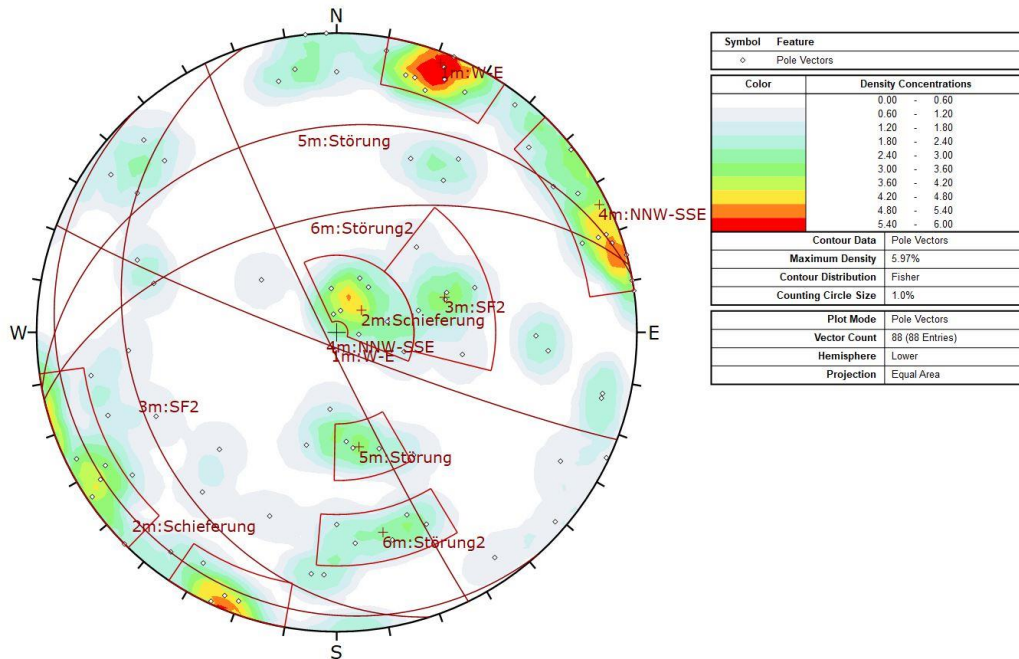 N
1m:W-E
5m:Störung
4m:NNW-SSE
6m:Störung2
3m:SF2
2m:Schieferung
W
E
4m:NNW-SSE
1m:W-E
3m:SF2
5m:Störung
2m:Schieferung
6m:Störung2
S
Symbol Feature
Pole Vectors
Color Density Concentrations
0.00 - 0.60
0.60 - 1.20
1.20 - 1.80
1.80 - 2.40
2.40 - 3.00
3.00 - 3.60
3.60 - 4.20
4.20 - 4.80
4.80 - 5.40
5.40 - 6.00
Contour Data Pole Vectors
Maximum Density 5.97%
Contour Distribution Fisher
Counting Circle Size 1.0%
Plot Mode Pole Vectors
Vector Count 88 (88 Entries)
Hemisphere Lower
Projection Equal Area